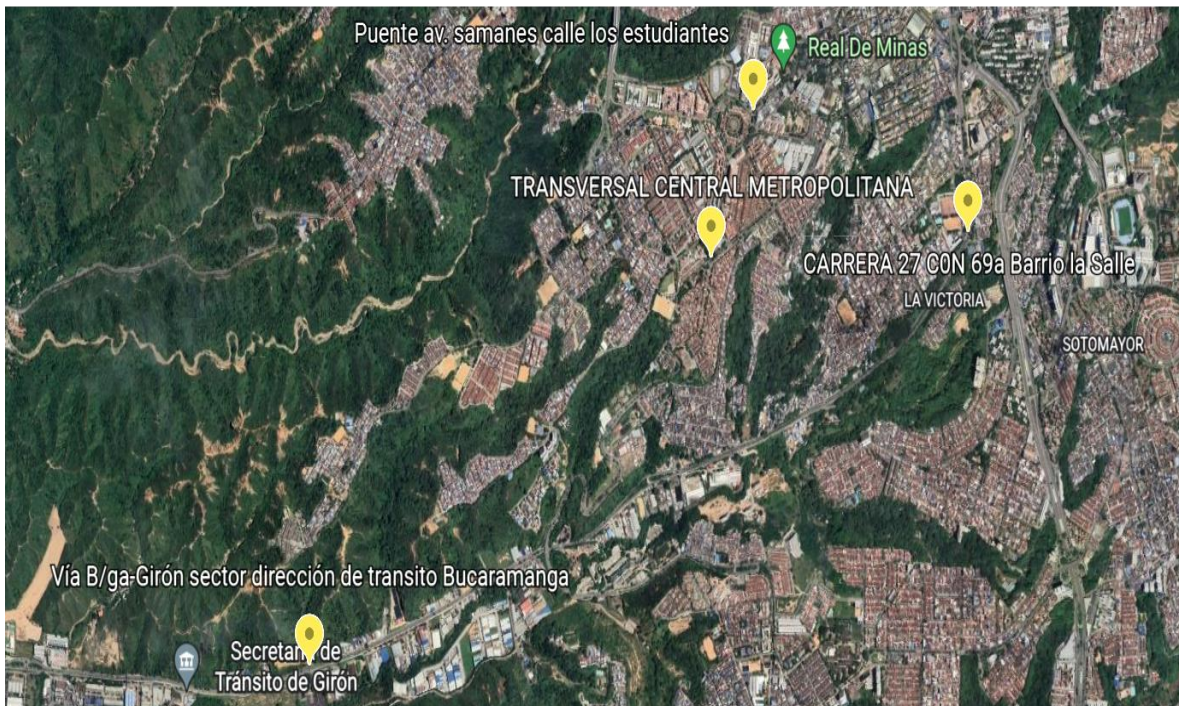 Puente av. samanes calle los estudiantes
Real De Minas
TRANSVERSAL CENTRAL METROPOLITANA
CARRERA 27 C0N 69a Barrio la Salle
LA VICTORIA
SOTOMAYOR
Vía B/ga-Girón sector dirección de transito Bucaramanga
de
Tránsito de Girón